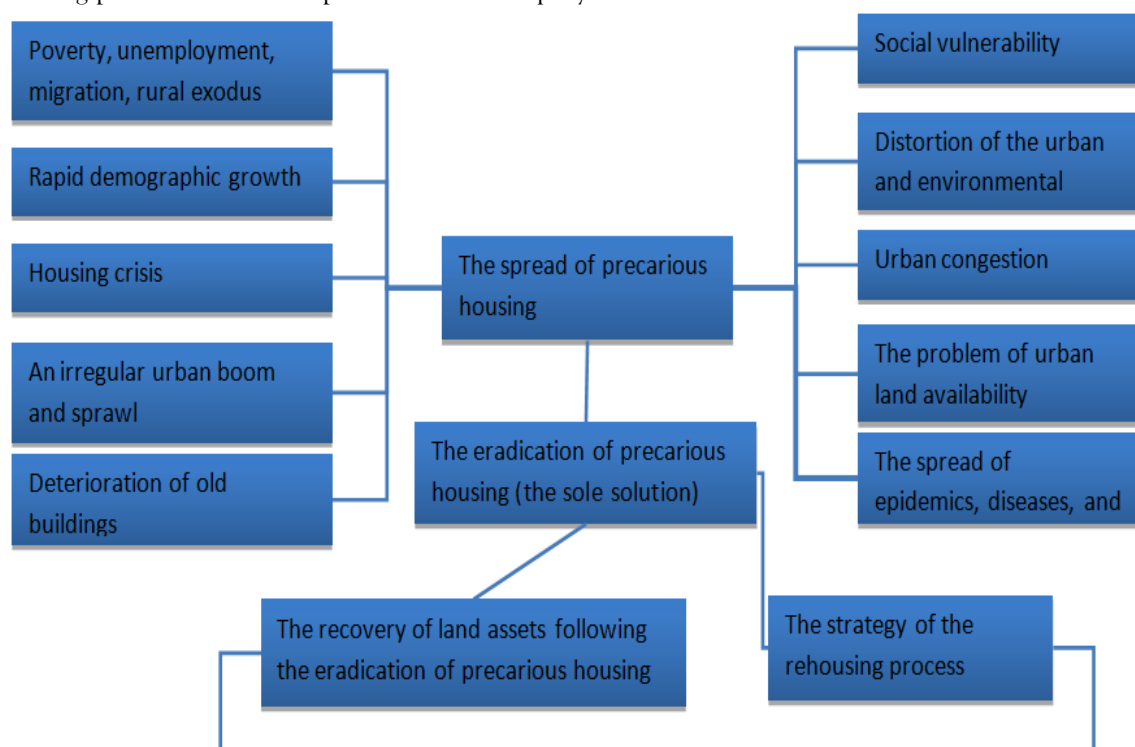 Poverty, unemployment,
migration, rural exodus
Rapid demographic growth
Housing crisis
An irregular urban boom
and sprawl
Deterioration of old
buildings
The spread of precarious
housing
The eradication of precarious
housing (the sole solution)
The recovery of land assets following
the eradication of precarious housing
The strategy of the
rehousing process
Social vulnerability
Distortion of the urban
and environmental
Urban congestion
The problem of urban
land availability
The spread of
epidemics, diseases, and